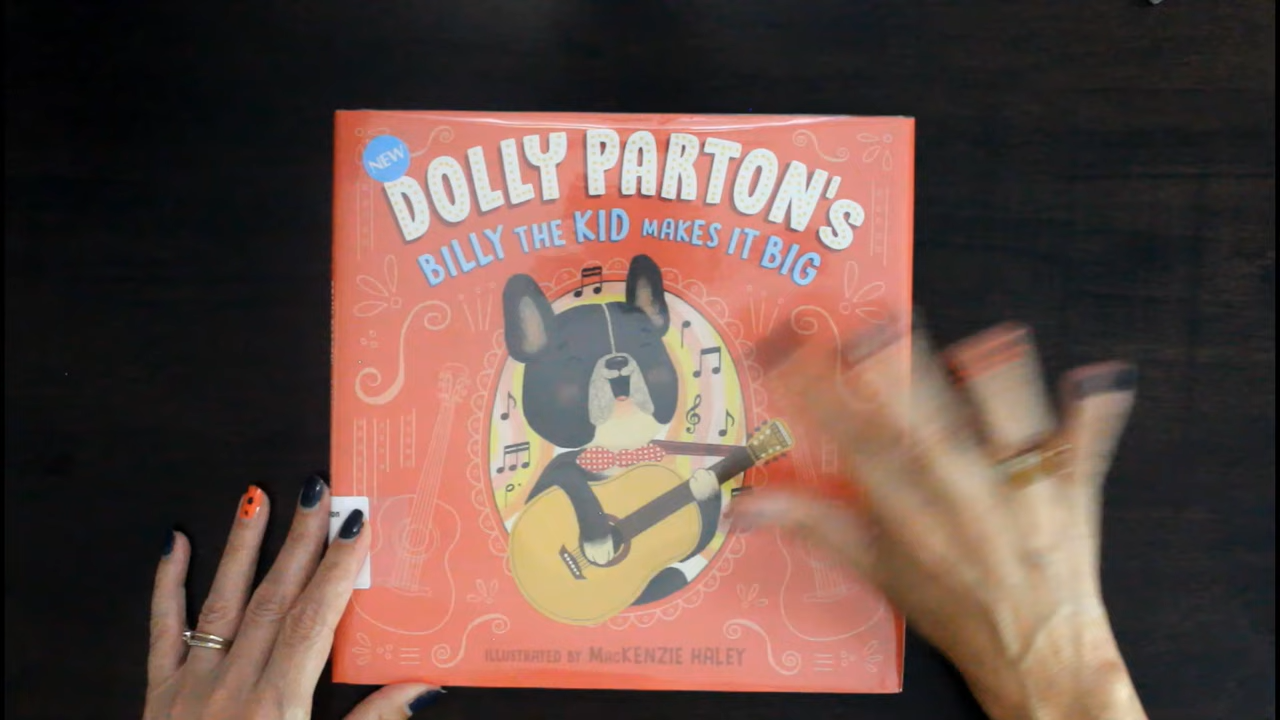 NEW
DOLLY PARTON'S
BILLY THE KID MAKES IT BIG
ILLUSTRATED BY MACKENZIE HALEY